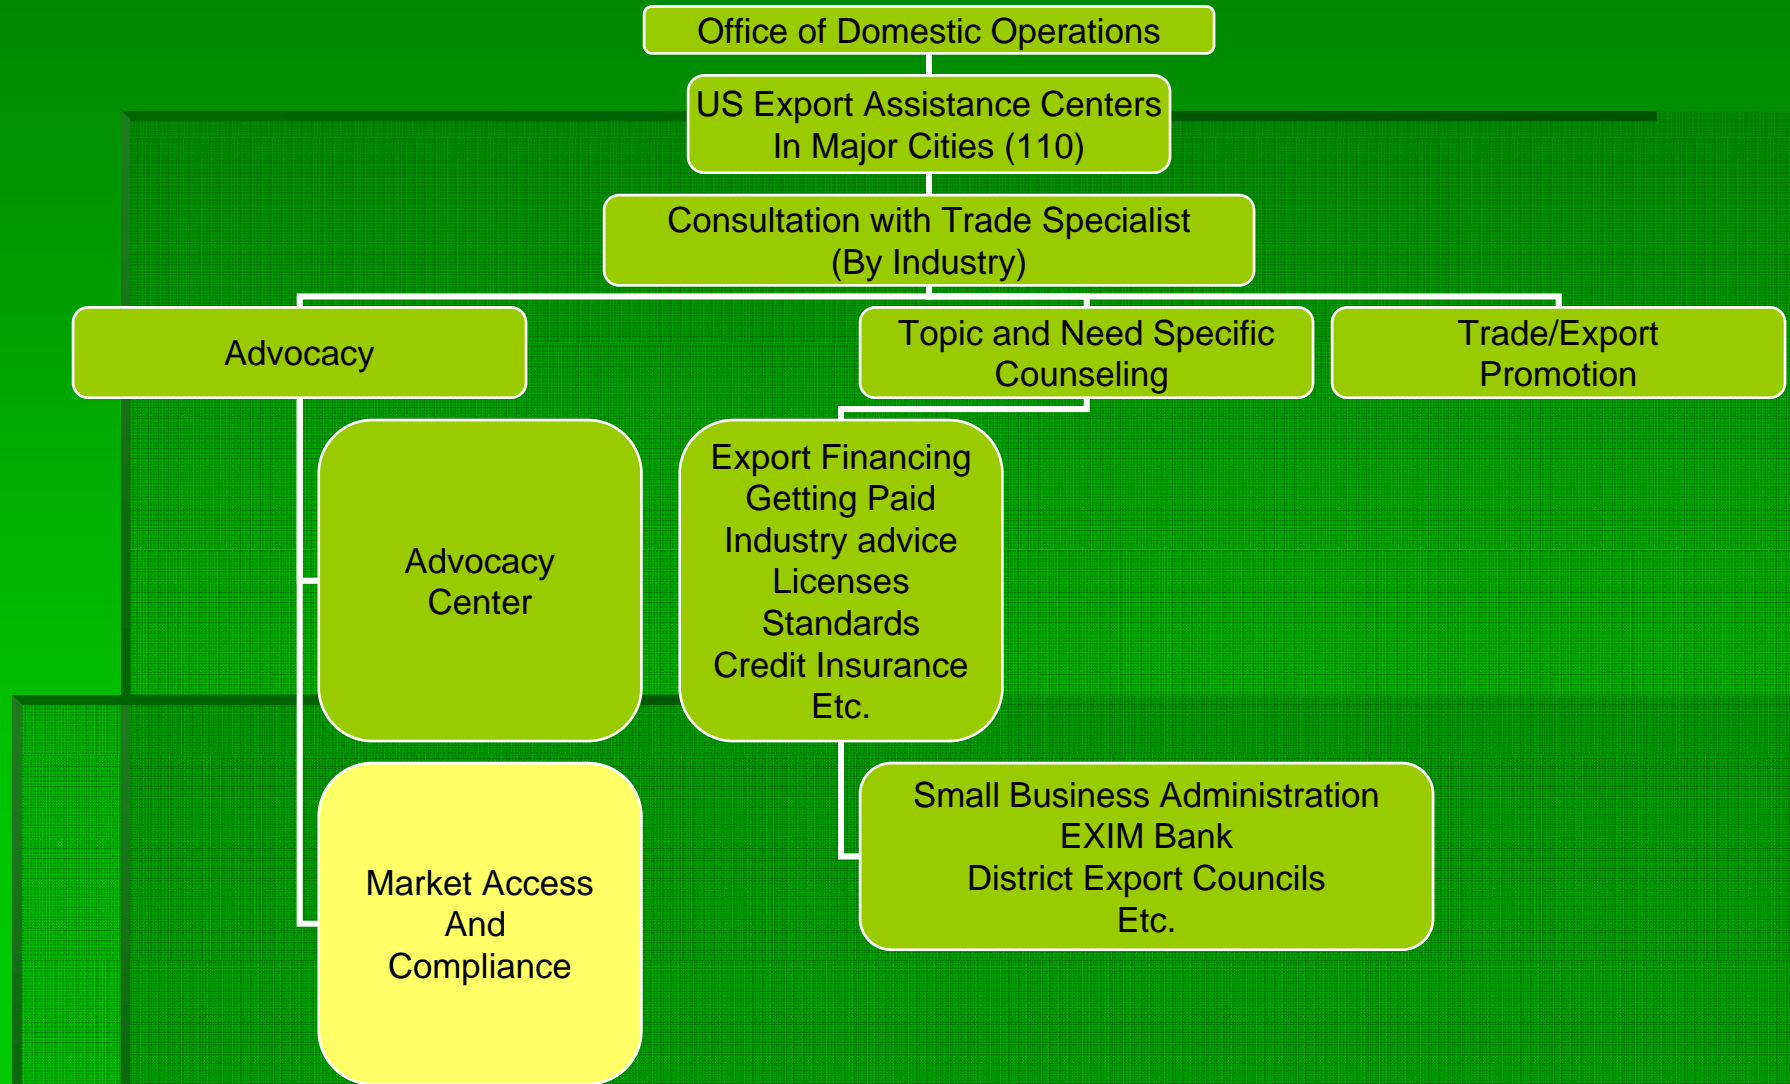 Office of Domestic Operations
US Export Assistance Centers
In Major Cities (110)
Consultation with Trade Specialist
(By Industry)
Advocacy
Topic and Need Specific
Counseling
Trade/Export
Promotion
Advocacy
Center
Export Financing
Getting Paid
Industry advice
Licenses
Standards
Credit Insurance
Etc.
Market Access
And
Compliance
Small Business Administration
EXIM Bank
District Export Councils
Etc.